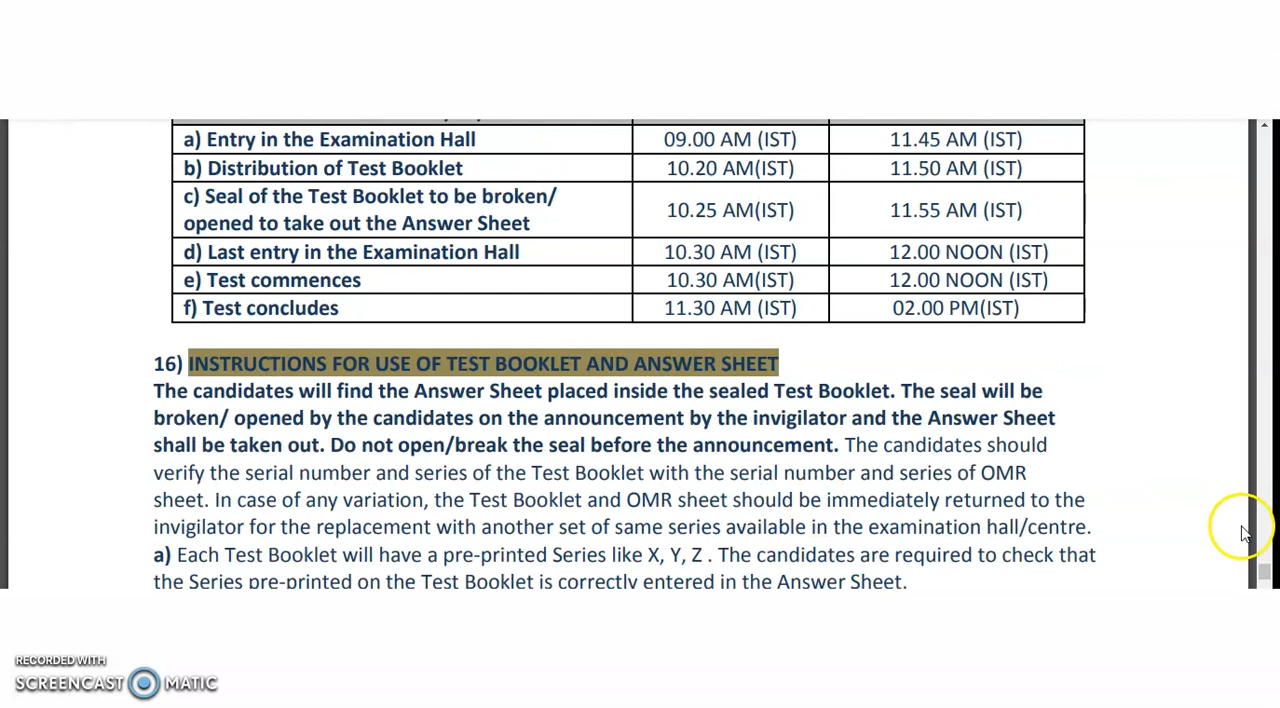 a) Entry in the Examination Hall 09.00 AM (IST) 11.45 AM (IST)
b) Distribution of Test Booklet 10.20 AM(IST) 11.50 AM (IST)
c) Seal of the Test Booklet to be broken/
opened to take out the Answer Sheet 10.25 AM(IST) 11.55 AM (IST)
d) Last entry in the Examination Hall 10.30 AM (IST) 12.00 NOON (IST)
e) Test commences 10.30 AM(IST) 12.00 NOON (IST)
f) Test concludes 11.30 AM (IST) 02.00 PM(IST)
16) INSTRUCTIONS FOR USE OF TEST BOOKLET AND ANSWER SHEET
The candidates will find the Answer Sheet placed inside the sealed Test Booklet. The seal will be
broken/ opened by the candidates on the announcement by the invigilator and the Answer Sheet
shall be taken out. Do not open/break the seal before the announcement. The candidates should
verify the serial number and series of the Test Booklet with the serial number and series of OMR
sheet. In case of any variation, the Test Booklet and OMR sheet should be immediately returned to the
invigilator for the replacement with another set of same series available in the examination hall/centre.
a) Each Test Booklet will have a pre-printed Series like X, Y, Z . The candidates are required to check that
the Series pre-printed on the Test Booklet is correctly entered in the Answer Sheet.
RECORDED WITH
SCREENCAST MATIC